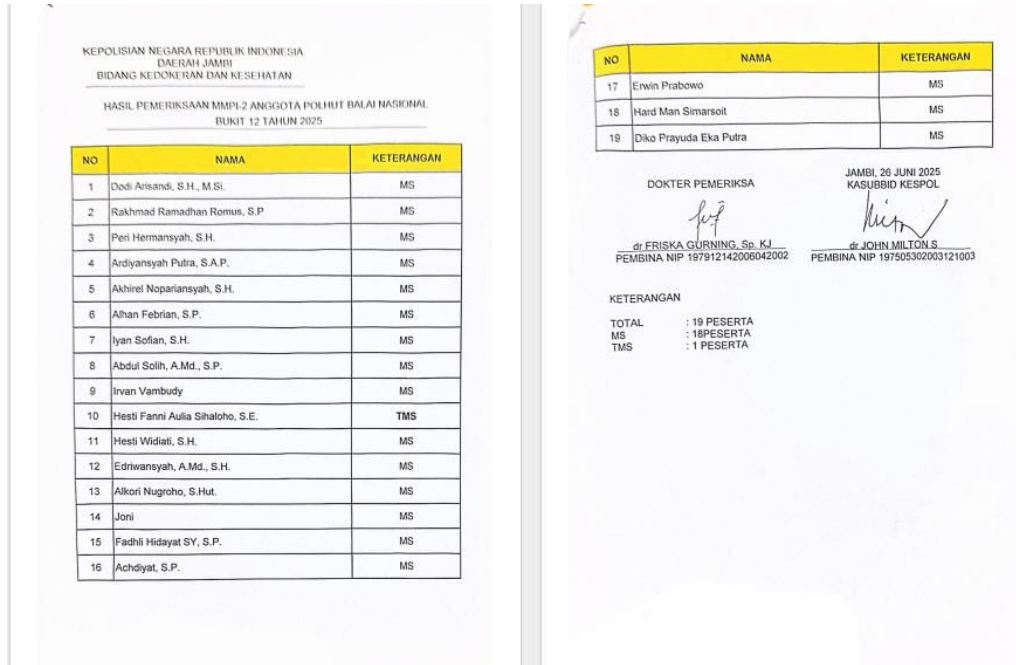 KEPOLISIAN NEGARA REPUBLIK INDONESIA
DAERAH JAMBI
BIDANG KEDOKERAN DAN KESEHATAN
HASIL PEMERIKSAAN MMPI-2 ANGGOTA POLHUT BALAI NASIONAL
BUKIT 12 TAHUN 2025
NO NAMA KETERANGAN
1 Dodi Arisandi, S.H., M.Si. MS
2 Rakhmad Ramadhan Romus, S.P MS
3 Peri Hermansyah, S.H. MS
4 Ardiyansyah Putra, S.A.P. MS
5 Akhirel Nopariansyah, S.H. MS
6 Alhan Febrian, S.P. MS
7 Iyan Sofian, S.H. MS
8 Abdul Solih, A.Md., S.P. MS
9 Irvan Vambudy MS
10 Hesti Fanni Aulia Sihaloho, S.E. TMS
11 Hesti Widiati, S.H. MS
12 Edriwansyah, A.Md., S.H. MS
13 Alkori Nugroho, S.Hut. MS
14 Joni MS
15 Fadhli Hidayat SY, S.P. MS
16 Achdiyat, S.P. MS
NO NAMA KETERANGAN
17 Erwin Prabowo MS
18 Hard Man Simarsoit MS
19 Diko Prayuda Eka Putra MS
DOKTER PEMERIKSA
dr FRISKA GURNING, Sp. KJ
PEMBINA NIP 197912142006042002
JAMBI, 26 JUNI 2025
KASUBBID KESPOL
dr JOHN MILTON S
PEMBINA NIP 197505302003121003
KETERANGAN
TOTAL : 19 PESERTA
MS : 18PESERTA
TMS : 1 PESERTA